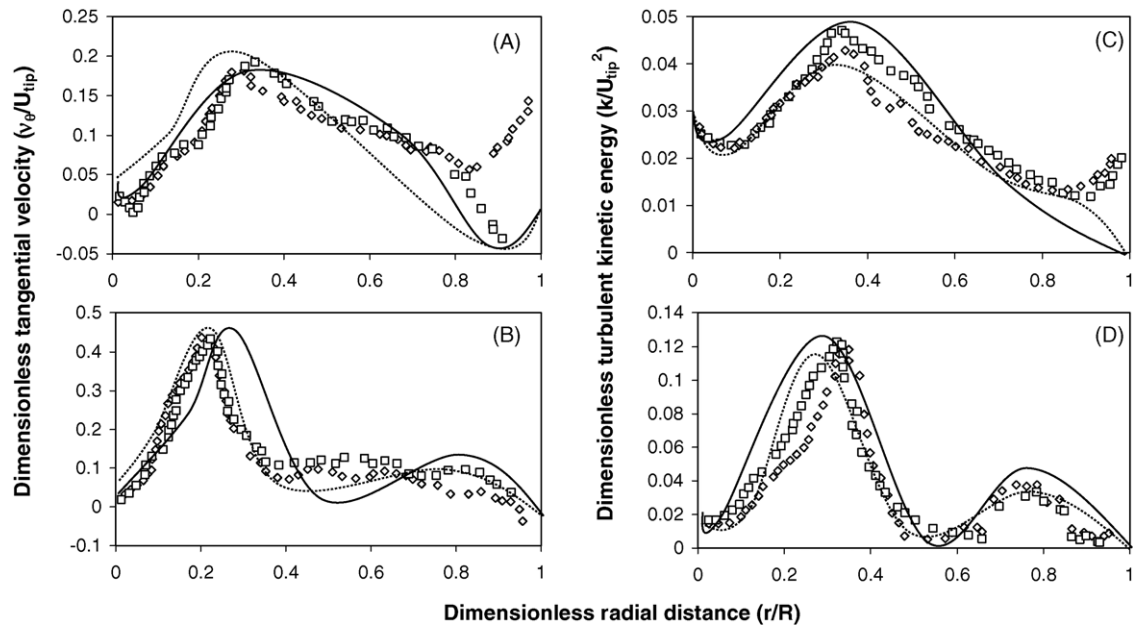 Dimensionless tangential velocity (vθ/Utip)
0.25
0.2
0.15
0.1
0.05
0
-0.05
(A)
0 0.2 0.4 0.6 0.8 1
0.5
0.4
0.3
0.2
0.1
0
-0.1
(B)
0 0.2 0.4 0.6 0.8 1
Dimensionless turbulent kinetic energy (k/Utip²)
0.05
0.04
0.03
0.02
0.01
0
(C)
0 0.2 0.4 0.6 0.8 1
0.14
0.12
0.1
0.08
0.06
0.04
0.02
0
(D)
0 0.2 0.4 0.6 0.8 1
Dimensionless radial distance (r/R)